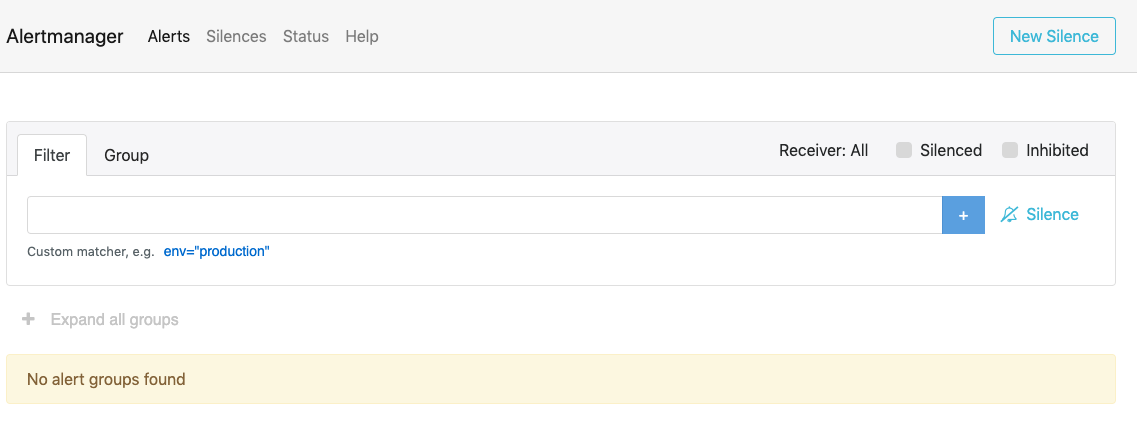 Alertmanager Alerts Silences Status Help New Silence
Filter Group Receiver: All Silenced Inhibited
+ Silence
Custom matcher, e.g. env="production"
+ Expand all groups
No alert groups found